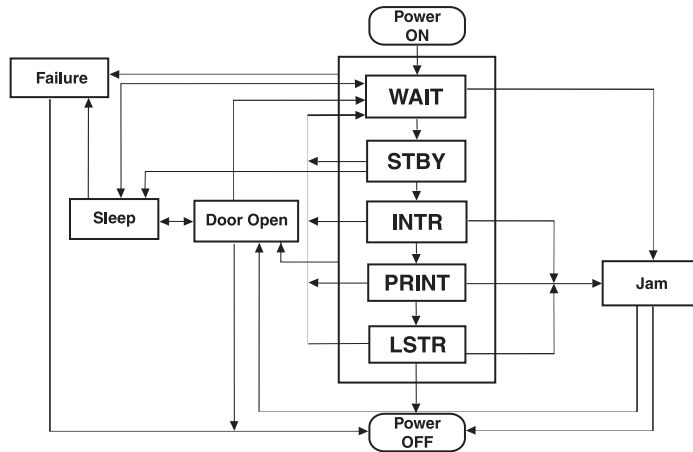 Power
ON
Failure
WAIT
STBY
Sleep
Door Open
INTR
PRINT
Jam
LSTR
Power
OFF